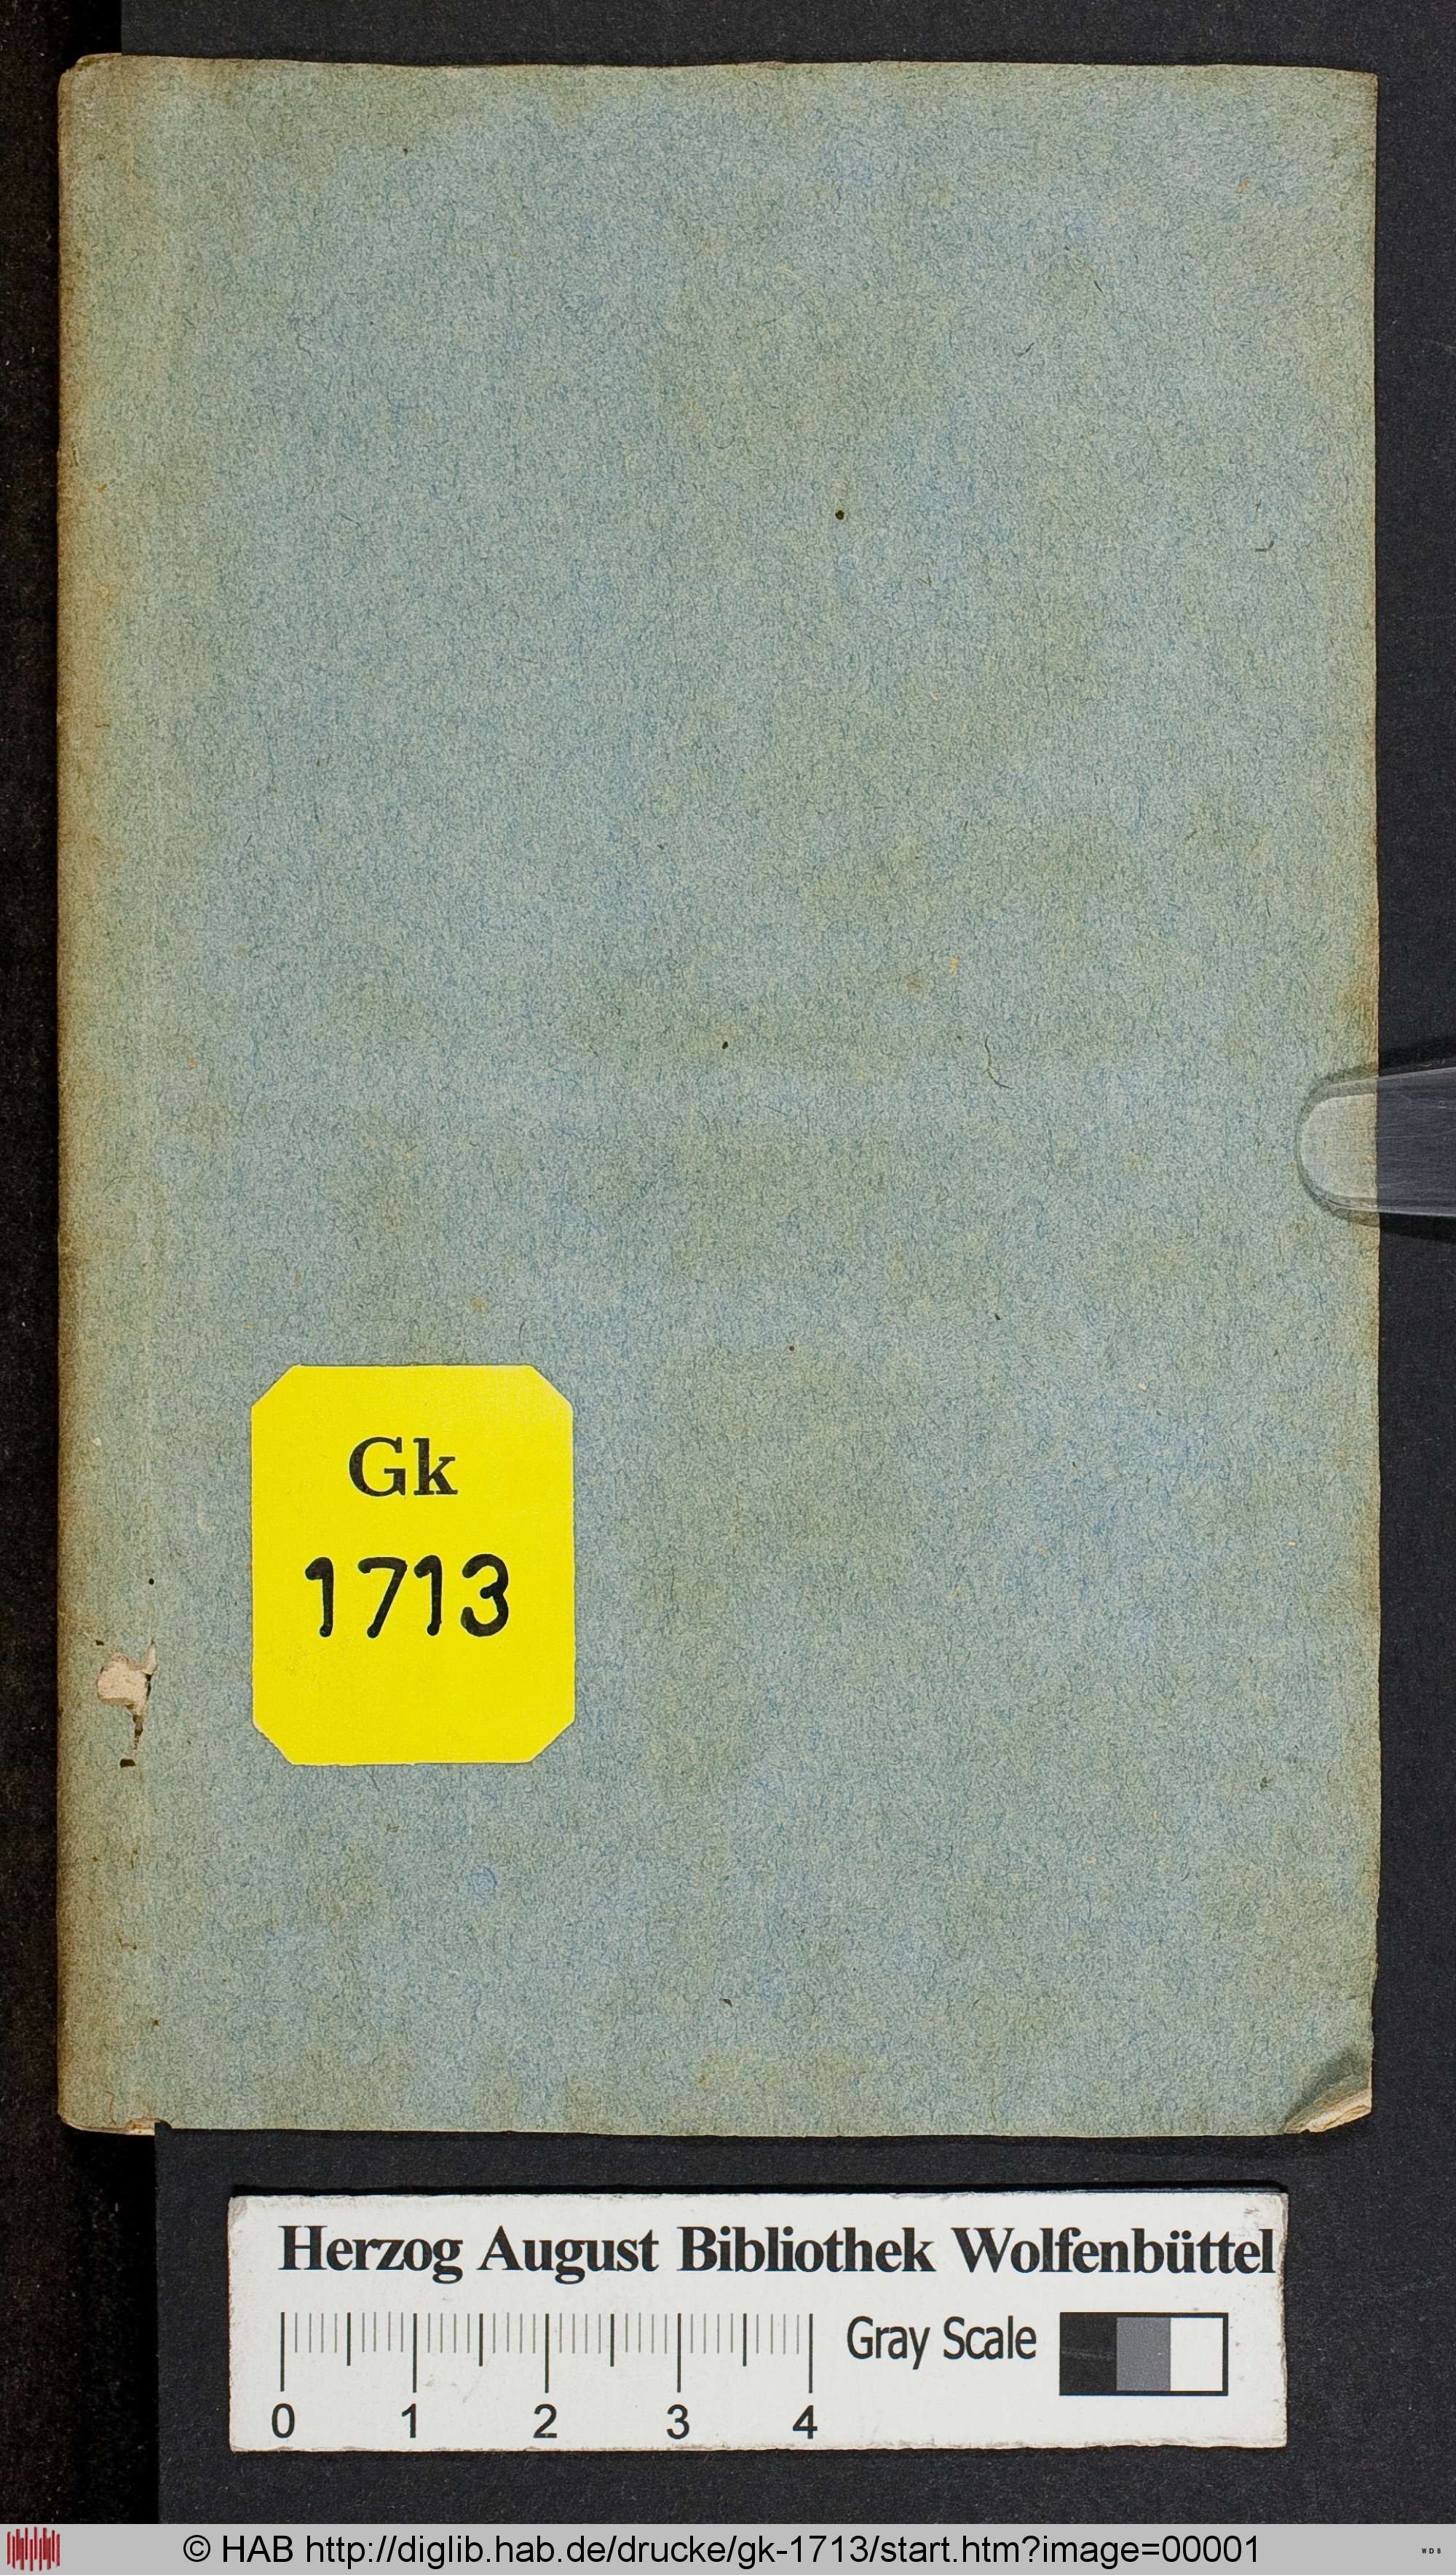 Gk
1713
Herzog August Bibliothek Wolfenbüttel
Gray Scale
0 1 2 3 4
© HAB http://diglib.hab.de/drucke/gk-1713/start.htm?image=00001
WDB